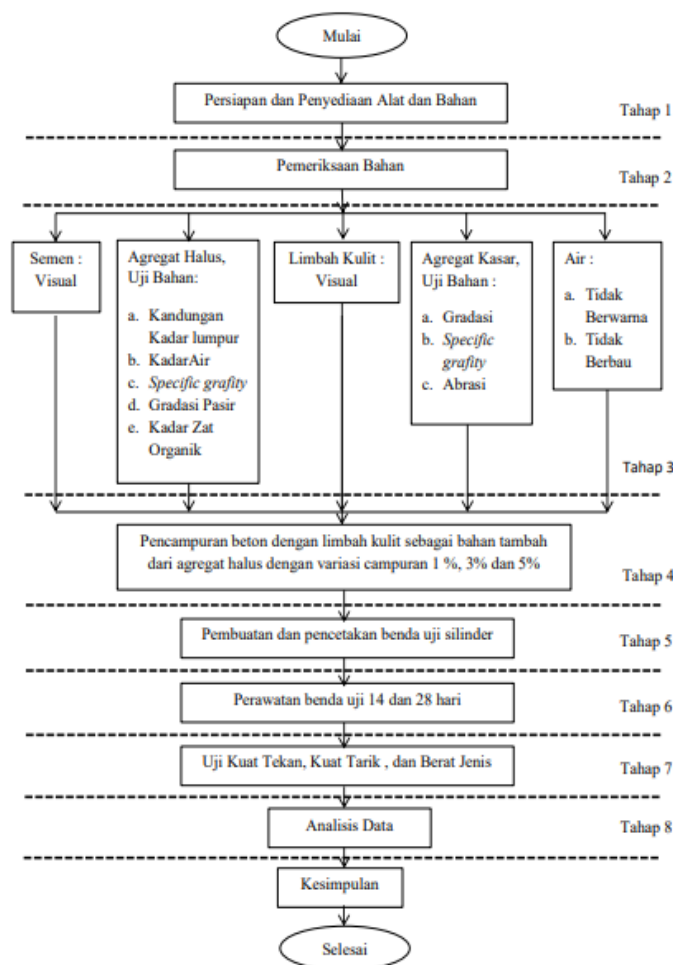 Mulai
Persiapan dan Penyediaan Alat dan Bahan
Tahap 1
Pemeriksaan Bahan
Tahap 2
Semen :
Visual
Agregat Halus,
Uji Bahan:
a. Kandungan
Kadar lumpur
b. KadarAir
c. Specific grafity
d. Gradasi Pasir
e. Kadar Zat
Organik
Limbah Kulit :
Visual
Agregat Kasar,
Uji Bahan :
a. Gradasi
b. Specific
grafity
c. Abrasi
Air :
a. Tidak
Berwarna
b. Tidak
Berbau
Tahap 3
Pencampuran beton dengan limbah kulit sebagai bahan tambah
dari agregat halus dengan variasi campuran 1 %, 3% dan 5%
Tahap 4
Pembuatan dan pencetakan benda uji silinder
Tahap 5
Perawatan benda uji 14 dan 28 hari
Tahap 6
Uji Kuat Tekan, Kuat Tarik , dan Berat Jenis
Tahap 7
Analisis Data
Tahap 8
Kesimpulan
Selesai